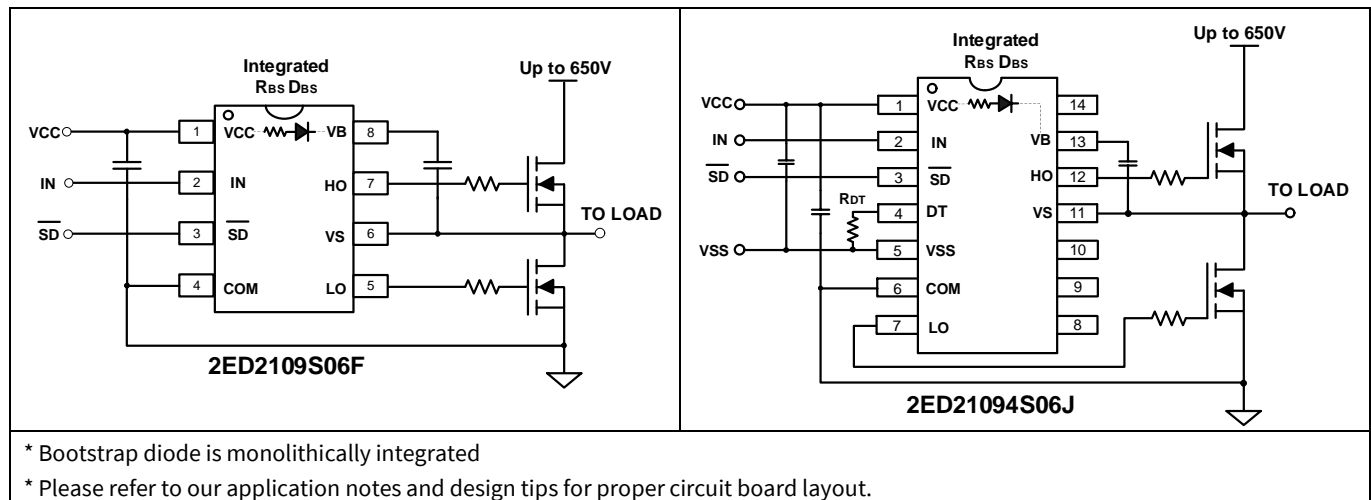 Integrated
RBS DBS
Up to 650V
VCC
1
VCC
VB
8
IN
2
IN
HO
7
TO LOAD
SD
3
SD
VS
6
4
COM
LO
5
2ED2109S06F
Up to 650V
Integrated
RBS DBS
VCC
1
VCC
14
IN
2
IN
VB
13
SD
3
SD
HO
12
TO LOAD
RDT
4
DT
VS
11
VSS
5
VSS
10
6
COM
9
7
LO
8
2ED21094S06J
* Bootstrap diode is monolithically integrated
* Please refer to our application notes and design tips for proper circuit board layout.